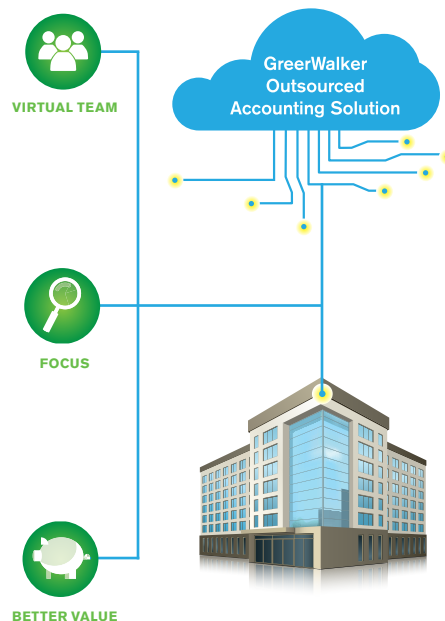 GreerWalker
Outsourced
Accounting Solution
VIRTUAL TEAM
FOCUS
BETTER VALUE